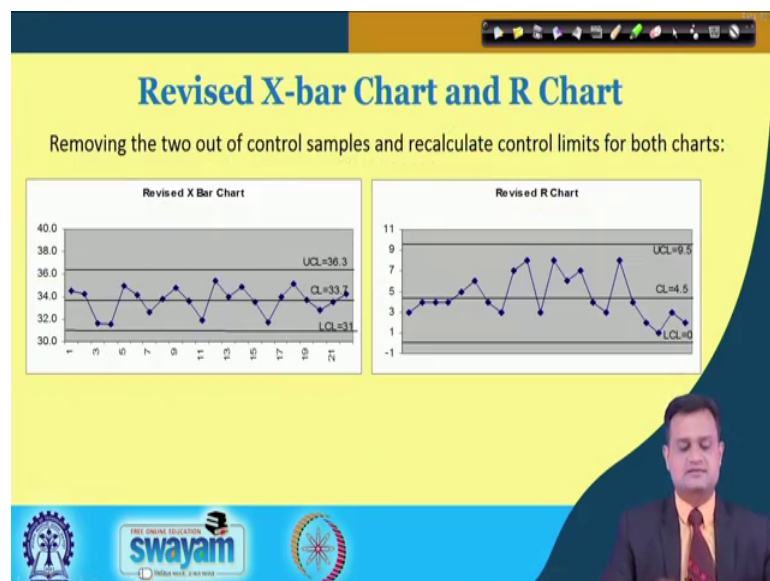 Revised X-bar Chart and R Chart
Removing the two out of control samples and recalculate control limits for both charts:
Revised X Bar Chart
40.0
38.0
36.0
34.0
32.0
30.0
UCL=36.3
CL=33.7
LCL=31
1
3
5
7
9
11
13
15
17
19
21
Revised R Chart
11
9
7
5
3
1
-1
UCL=9.5
CL=4.5
LCL=0
FREE ONLINE EDUCATION
swayam